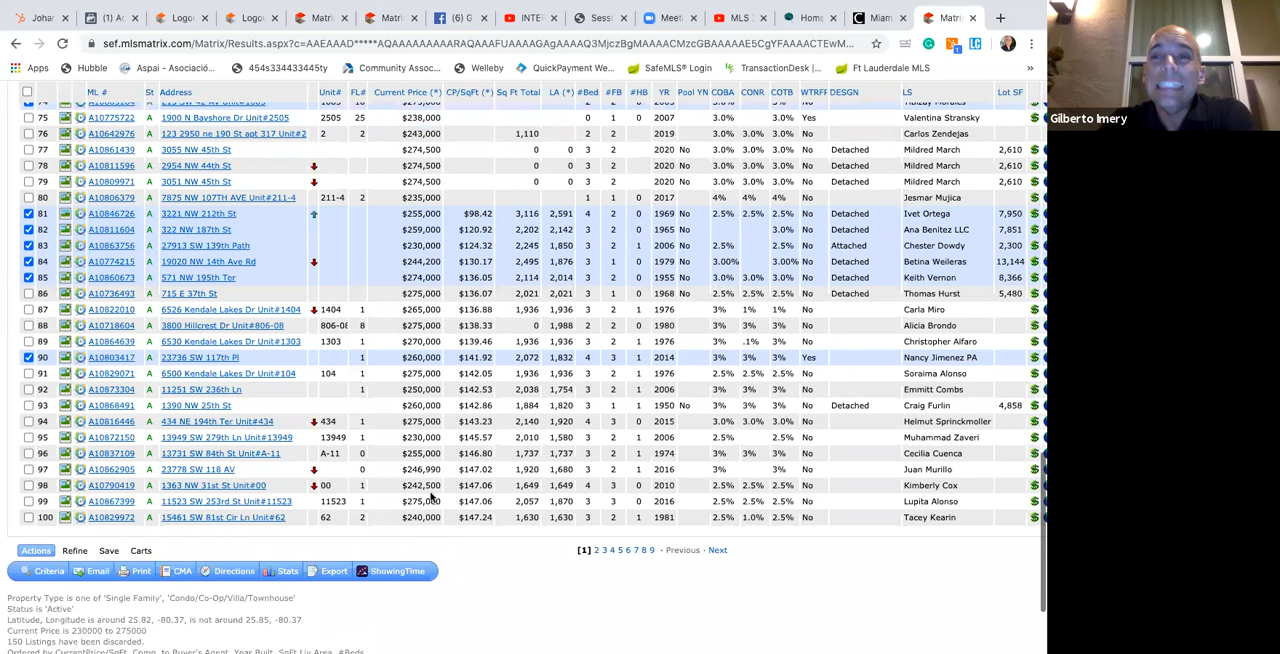 Johar
(1) Ac
Logo
Logo
Matri
Matri
(6) G
INTE
Sessi
Meeti
MLS
Home
Miam
Matri
sef.mlsmatrix.com/Matrix/Results.aspx?c=AAEAAAD*****AQAAAAAAAAARAQAAAFUAAAAGAgAAAAQ3MjczBgMAAAACMzcGBAAAAAE5CgYFAAAACTEwM...
Apps Hubble Aspai - Asociació... 454s334433445ty Community Assoc... Welleby QuickPayment We... SafeMLS® Login TransactionDesk |... Ft Lauderdale MLS »
ML # St Address Unit# FL# Current Price (*) CP/SqFt (*) Sq Ft Total LA (*) #Bed #FB #HB YR Pool YN COBA CONR COTB WTRFF DESGN LS Lot SF
75 A10775722 A 1900 N Bayshore Dr Unit#2505 2505 25 $238,000 0 1 0 2007 3.0% 3.0% Yes Valentina Stransky
76 A10642976 A 123 2950 ne 190 St apt 317 Unit#2 2 2 $243,000 1,110 2 2 2019 3.0% 3.0% 3.0% No Carlos Zendejas
77 A10861439 A 3055 NW 45th St $274,500 0 0 3 2 2020 No 3.0% 3.0% 3.0% No Detached Mildred March 2,610
78 A10811596 A 2954 NW 44th St $274,500 0 0 3 2 2020 No 3.0% 3.0% 3.0% No Detached Mildred March 2,610
79 A10809971 A 3051 NW 45th St $274,500 0 0 3 2 2020 No 3.0% 3.0% 3.0% No Detached Mildred March 2,610
80 A10806379 A 7875 NW 107TH AVE Unit#211-4 211-4 2 $235,000 1 1 0 2017 4% 4% 4% No Jesmar Mujica
81 A10846726 A 3221 NW 212th St $255,000 $98.42 3,116 2,591 4 2 0 1969 No 2.5% 2.5% 2.5% No Detached Ivet Ortega 7,950
82 A10811604 A 322 NW 187th St $259,000 $120.92 2,202 2,142 3 2 0 1965 No 3.0% No Detached Ana Benitez LLC 7,851
83 A10863756 A 27913 SW 139th Path $230,000 $124.32 2,245 1,850 3 2 0 2006 No 2.5% 2.5% No Attached Chester Dowdy 2,300
84 A10774215 A 19020 NW 14th Ave Rd $244,200 $130.17 2,495 1,876 3 1 0 1979 No 3.00% 3.00% No Detached Betina Weileras 13,144
85 A10860673 A 571 NW 195th Ter $274,000 $136.05 2,114 2,014 3 2 0 1955 No 3.0% 3.0% 3.0% No Detached Keith Vernon 8,366
86 A10736493 A 715 E 37th St $275,000 $136.07 2,021 2,021 3 1 0 1968 No 2.5% 2.5% 2.5% No Detached Thomas Hurst 5,480
87 A10822010 A 6526 Kendale Lakes Dr Unit#1404 1404 1 $265,000 $136.88 1,936 1,936 3 2 1 1976 3% 1% 1% No Carla Miro
88 A10718604 A 3800 Hillcrest Dr Unit#806-08 806-08 8 $275,000 $138.33 0 1,988 2 2 0 1980 3% 3% 3% No Alicia Brondo
89 A10864639 A 6530 Kendale Lakes Dr Unit#1303 1303 1 $270,000 $139.46 1,936 1,936 3 2 1 1976 3% .1% 3% No Christopher Alfaro
90 A10803417 A 23736 SW 117th Pl 1 $260,000 $141.92 2,072 1,832 4 3 1 2014 3% 3% 3% Yes Nancy Jimenez PA
91 A10829071 A 6500 Kendale Lakes Dr Unit#104 104 1 $275,000 $142.05 1,936 1,936 3 2 1 1976 2.5% 2.5% 2.5% No Soraima Alonso
92 A10873304 A 11251 SW 236th Ln 1 $250,000 $142.53 2,038 1,754 3 2 1 2006 3% 3% 3% No Emmitt Combs
93 A10868491 A 1390 NW 25th St $260,000 $142.86 1,884 1,820 3 1 1 1950 No 3% 3% 3% No Detached Craig Furlin 4,858
94 A10816446 A 434 NE 194th Ter Unit#434 434 1 $275,000 $143.23 2,140 1,920 4 3 0 2015 3.0% 3.0% 3.0% No Helmut Sprinckmoller
95 A10872150 A 13949 SW 279th Ln Unit#13949 13949 1 $230,000 $145.57 2,010 1,580 3 2 1 2006 2.5% 2.5% No Muhammad Zaveri
96 A10837109 A 13731 SW 84th St Unit#A-11 A-11 0 $255,000 $146.80 1,737 1,737 3 2 1 1974 3% 3% 3% No Cecilia Cuenca
97 A10862905 A 23778 SW 118 AV 0 $246,990 $147.02 1,920 1,680 3 2 1 2016 3% 3% No Juan Murillo
98 A10790419 A 1363 NW 31st St Unit#00 00 1 $242,500 $147.06 1,649 1,649 4 3 0 2010 2.5% 2.5% 2.5% No Kimberly Cox
99 A10867399 A 11523 SW 253rd St Unit#11523 11523 1 $275,000 $147.06 2,057 1,870 3 3 0 2016 2.5% 2.5% 2.5% No Lupita Alonso
100 A10829972 A 15461 SW 81st Cir Ln Unit#62 62 2 $240,000 $147.24 1,630 1,630 3 2 1 1981 2.5% 1.0% 2.5% No Tacey Kearin
Actions Refine Save Carts [1] 2 3 4 5 6 7 8 9 · Previous · Next
Criteria Email Print CMA Directions Stats Export ShowingTime
Property Type is one of 'Single Family', 'Condo/Co-Op/Villa/Townhouse'
Status is 'Active'
Latitude, Longitude is around 25.82, -80.37, is not around 25.85, -80.37
Current Price is 230000 to 275000
150 Listings have been discarded.
Ordered by CurrentPrice/SqFt, Comp. to Buyer's Agent, Year Built, SqFt Liv Area, #Beds
Gilberto Imery